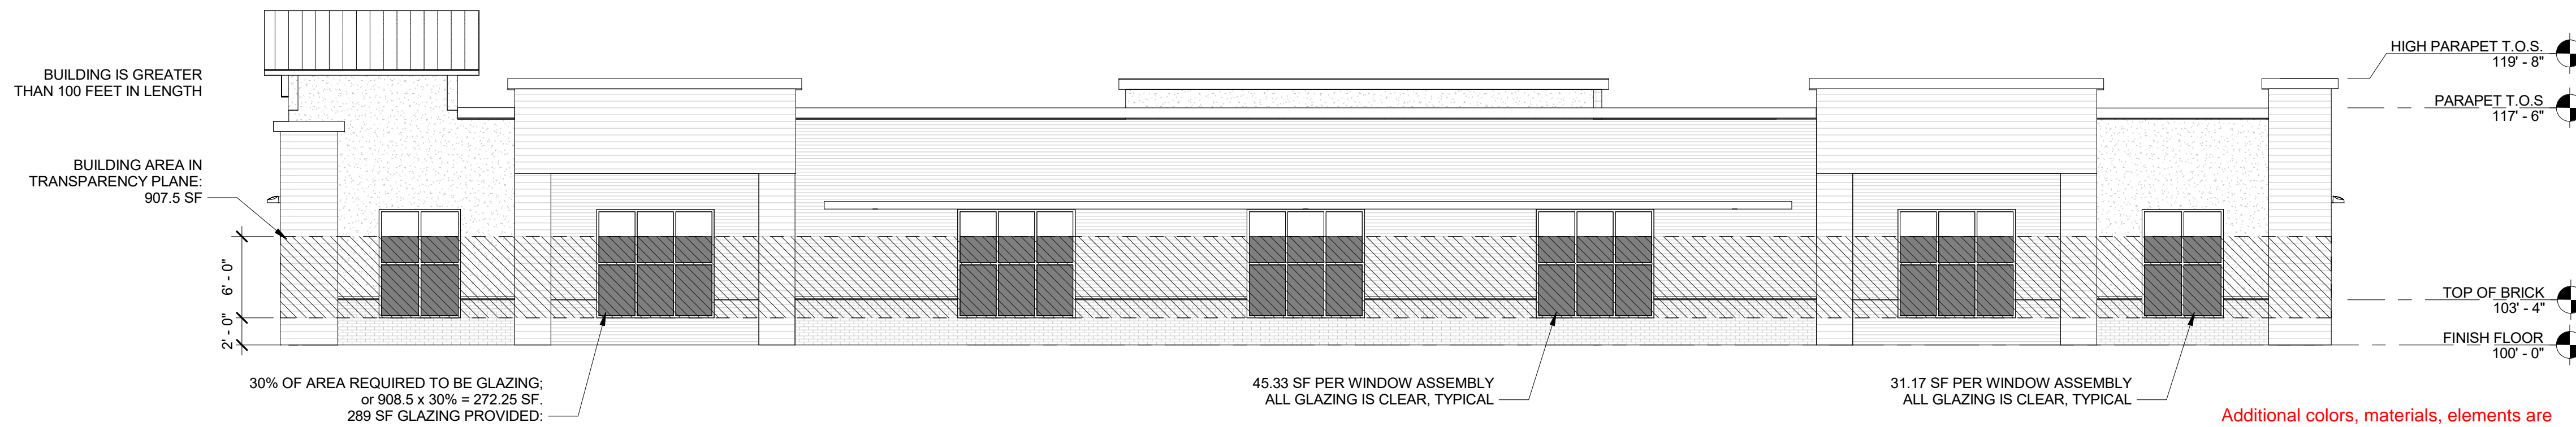 BUILDING IS GREATER
THAN 100 FEET IN LENGTH
BUILDING AREA IN
TRANSPARENCY PLANE:
907.5 SF
6' - 0"
2' - 0"
30% OF AREA REQUIRED TO BE GLAZING;
or 908.5 x 30% = 272.25 SF.
289 SF GLAZING PROVIDED:
45.33 SF PER WINDOW ASSEMBLY
ALL GLAZING IS CLEAR, TYPICAL
31.17 SF PER WINDOW ASSEMBLY
ALL GLAZING IS CLEAR, TYPICAL
HIGH PARAPET T.O.S.
119' - 8"
PARAPET T.O.S
117' - 6"
TOP OF BRICK
103' - 4"
FINISH FLOOR
100' - 0"
Additional colors, materials, elements are